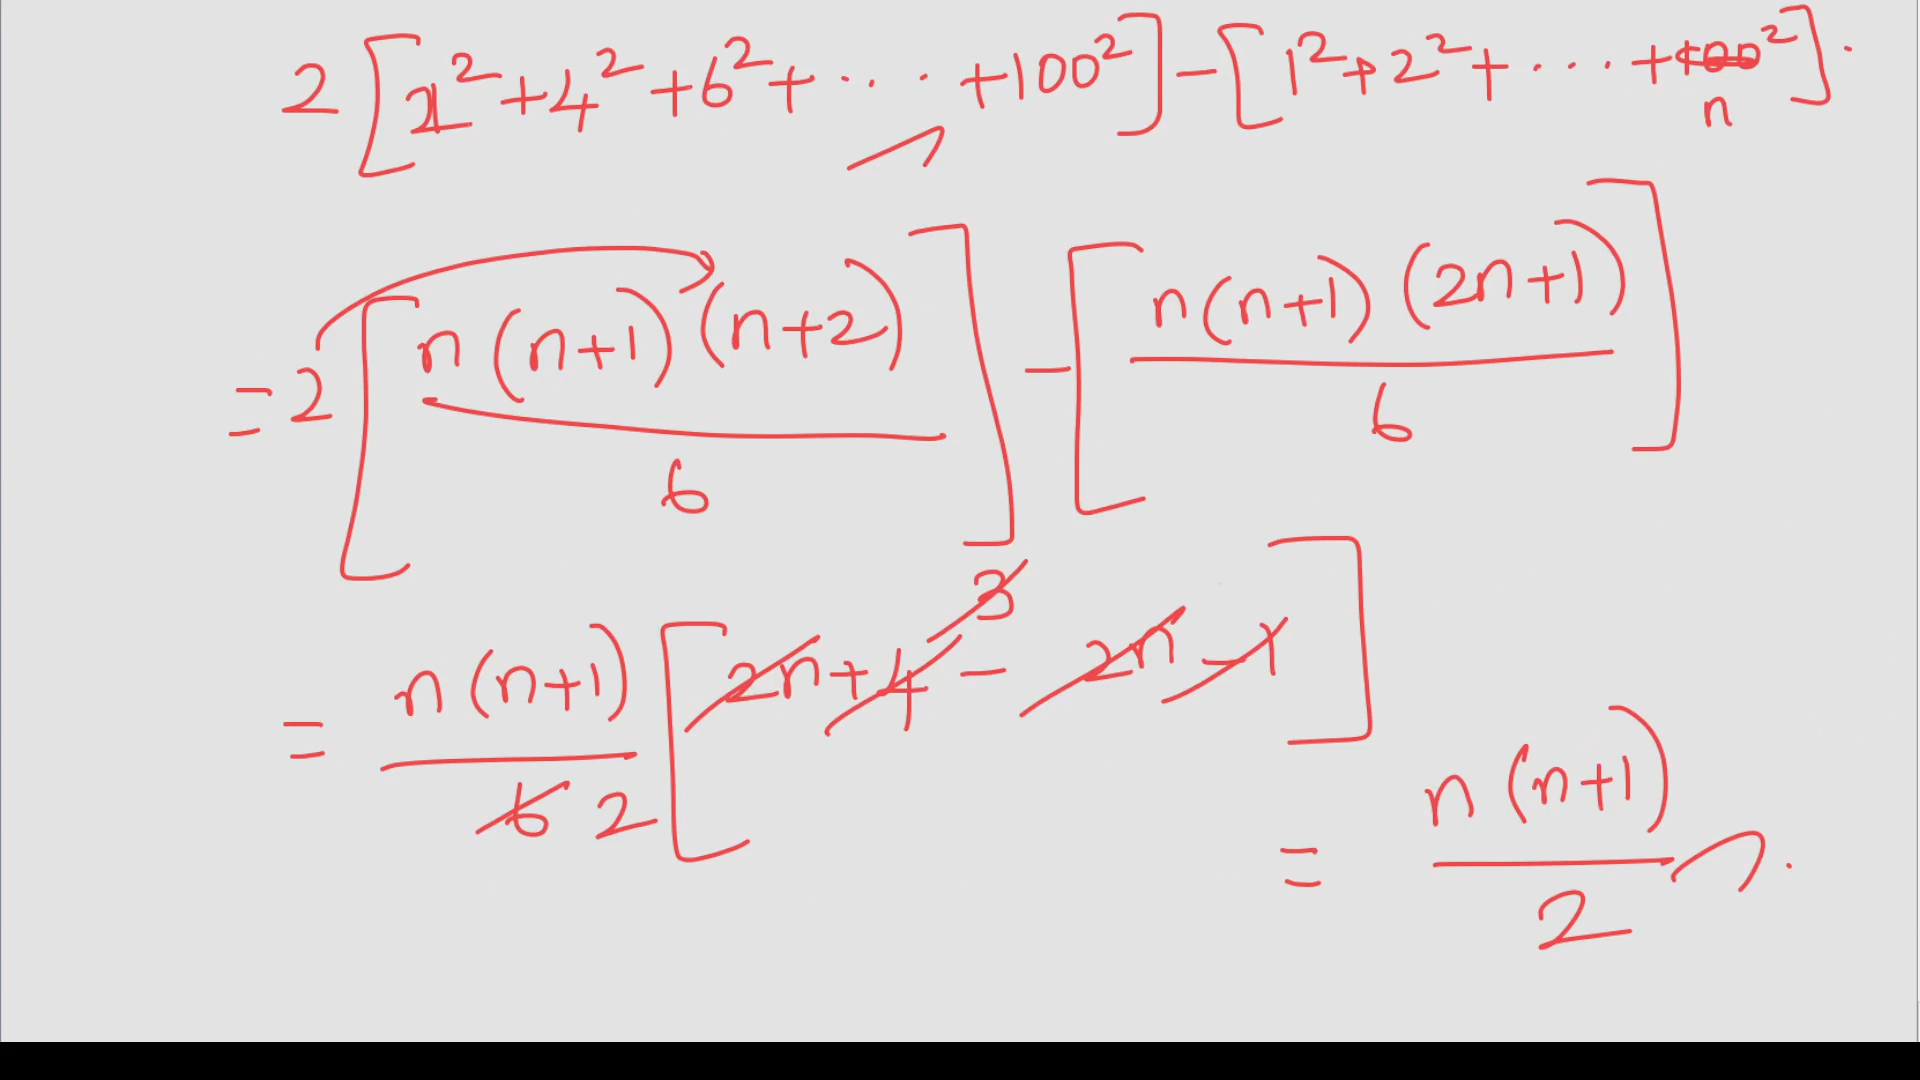 2[2²+4²+6²+ .... +100²] - [1²+2²+ .... +n²].
= 2[n(n+1)(n+2)/6] - [n(n+1)(2n+1)/6]
= n(n+1)/6 2 [2n+4 3 - 2n - 1]
= n(n+1)/2